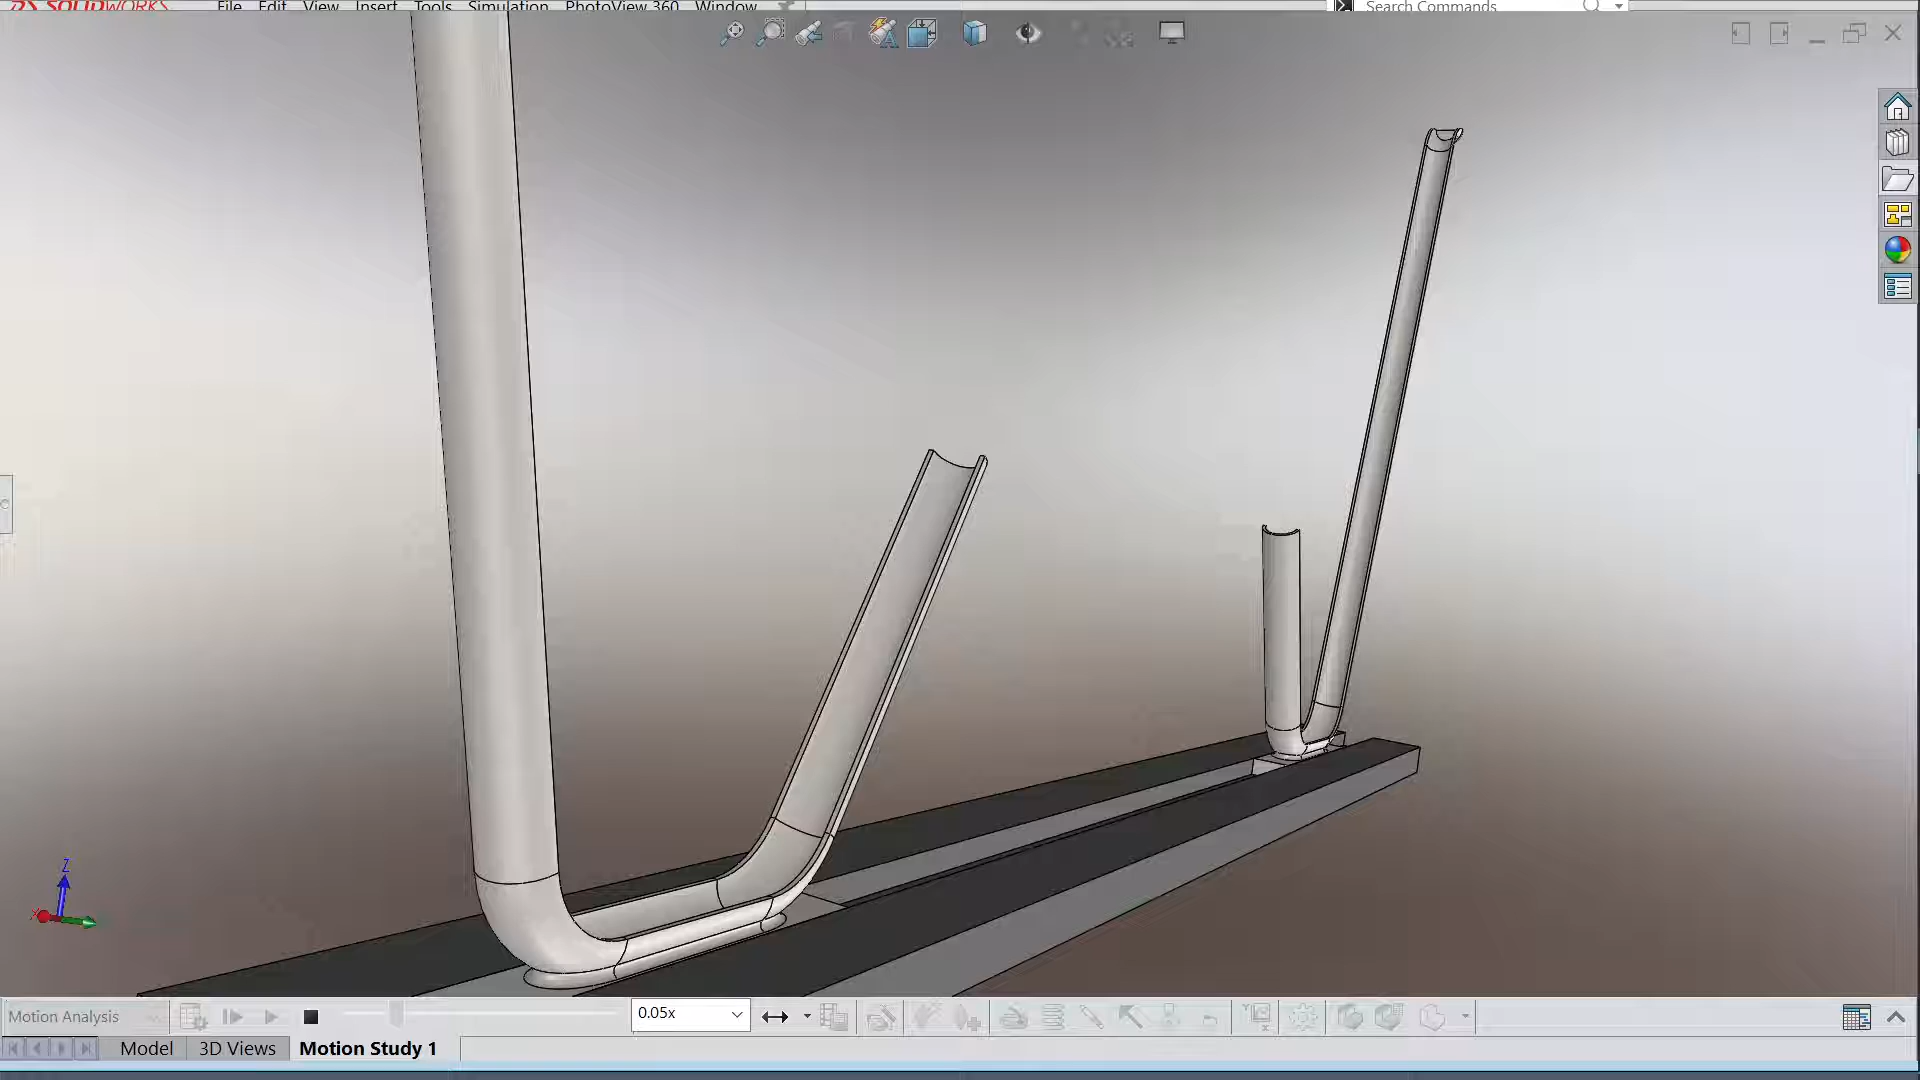 SOLIDWORKS File Edit View Insert Tools Simulation PhotoView 360 Window Search Commands
Z
X
Motion Analysis 0.05x
Model 3D Views Motion Study 1